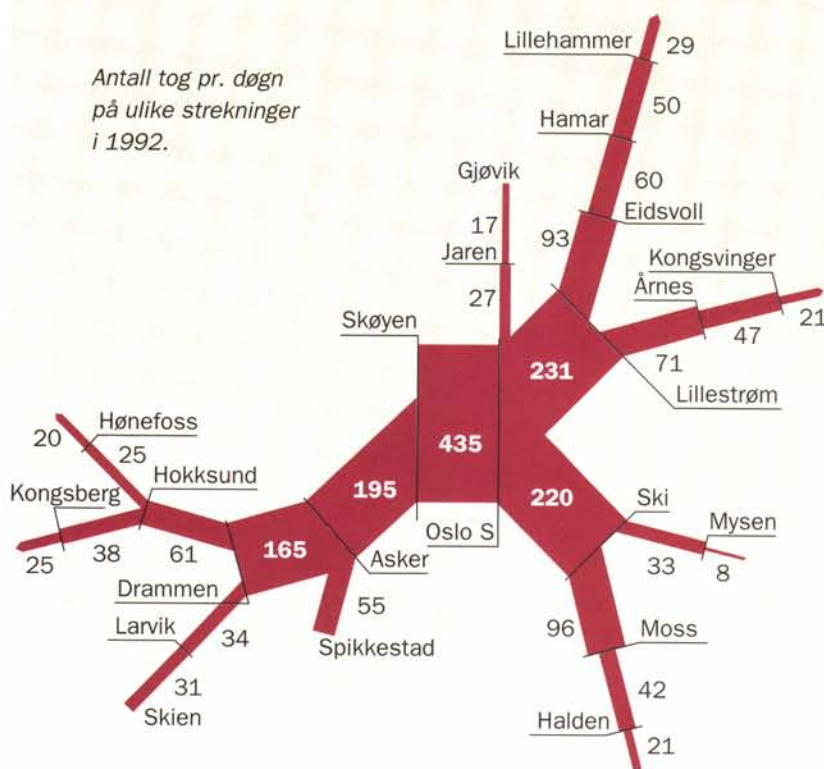 Antall tog pr. døgn
på ulike strekninger
i 1992.
Lillehammer
29
50
Hamar
60
Eidsvoll
93
Gjøvik
17
Jaren
27
Kongsvinger
Årnes
21
47
71
Lillestrøm
231
Skøyen
435
195
Oslo S
220
Ski
Mysen
33
8
96
Moss
42
Halden
21
Hønefoss
20
25
Kongsberg
Hokksund
25
38
61
165
Asker
Drammen
55
Spikkestad
Larvik
34
31
Skien